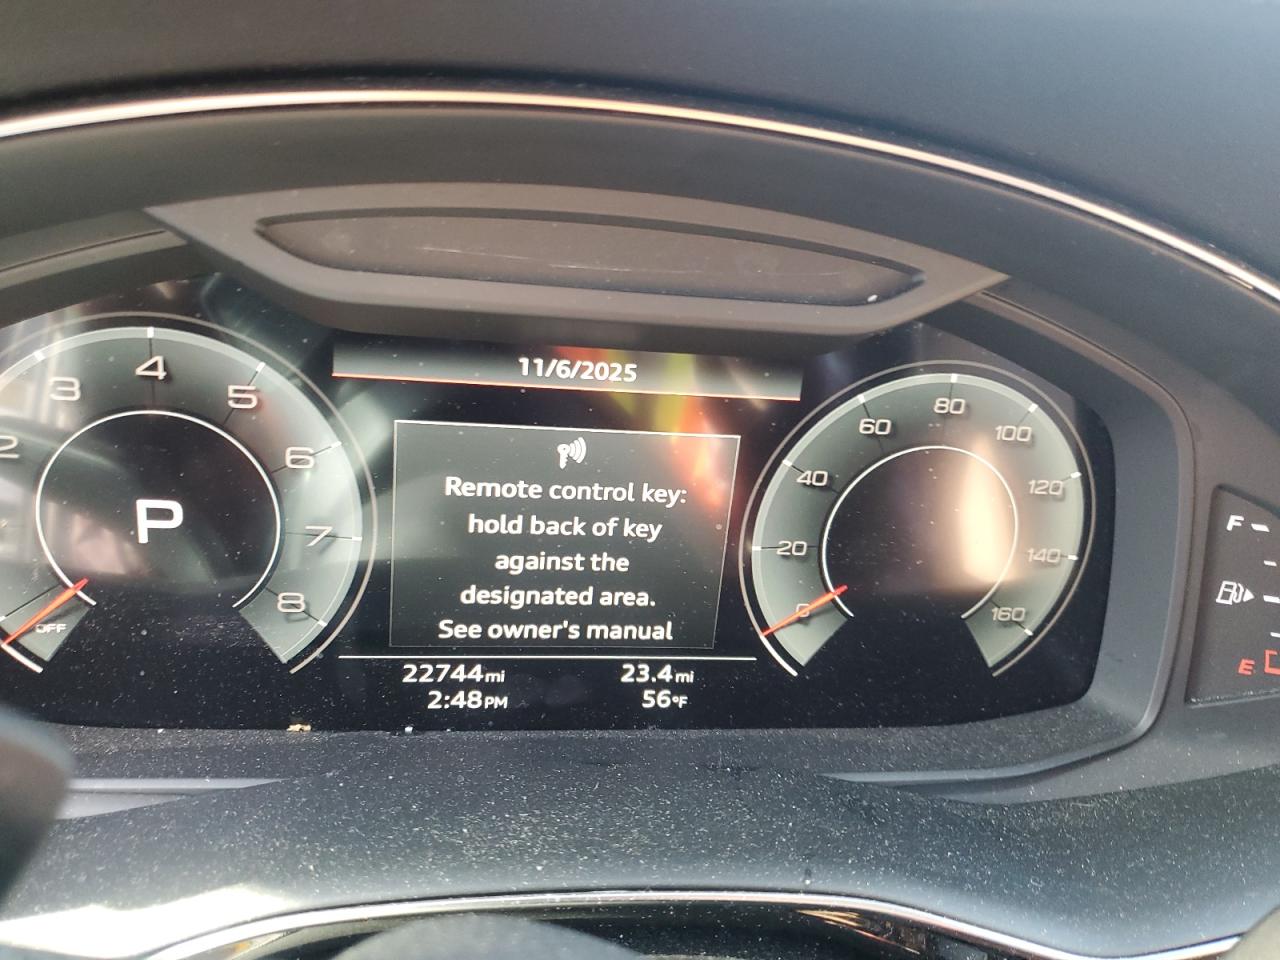 11/6/2025
Remote control key:
hold back of key
against the
designated area.
See owner's manual
22744mi
23.4mi
2:48PM
56°F
P
OFF
2
3
4
5
6
7
8
0
20
40
60
80
100
120
140
160
F
E